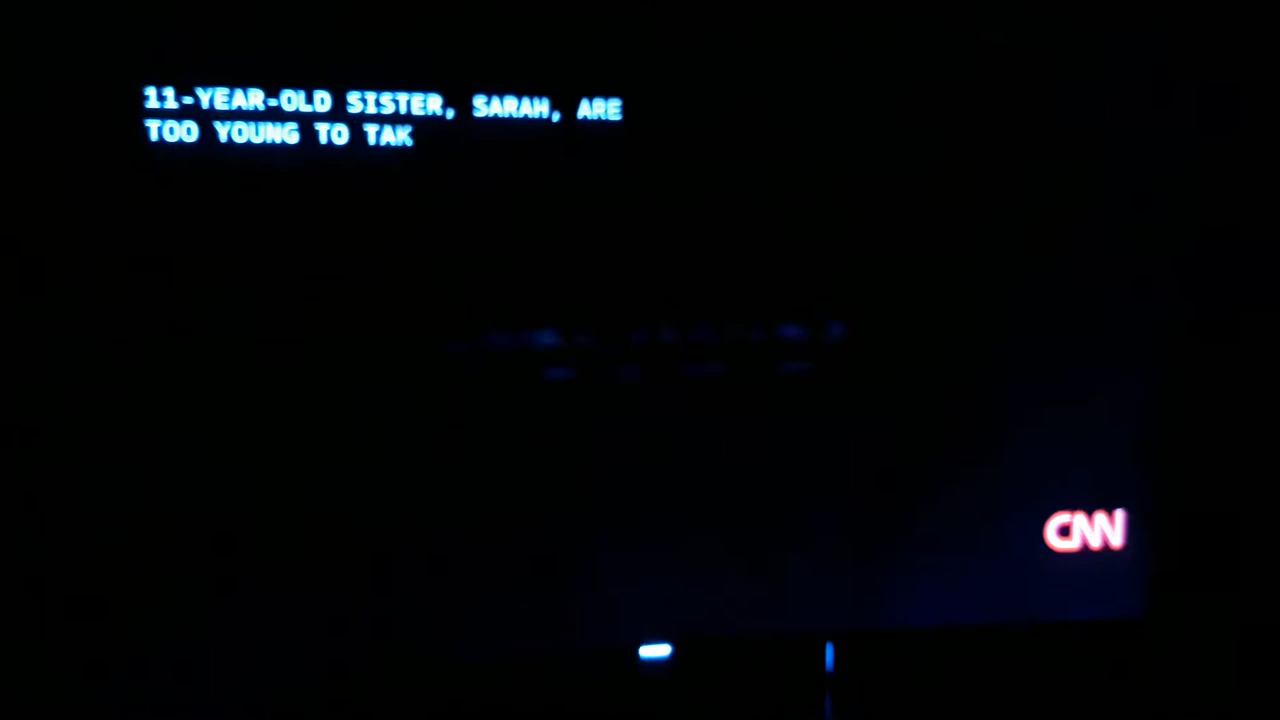 11-YEAR-OLD SISTER, SARAH, ARE
TOO YOUNG TO TAK
CNN